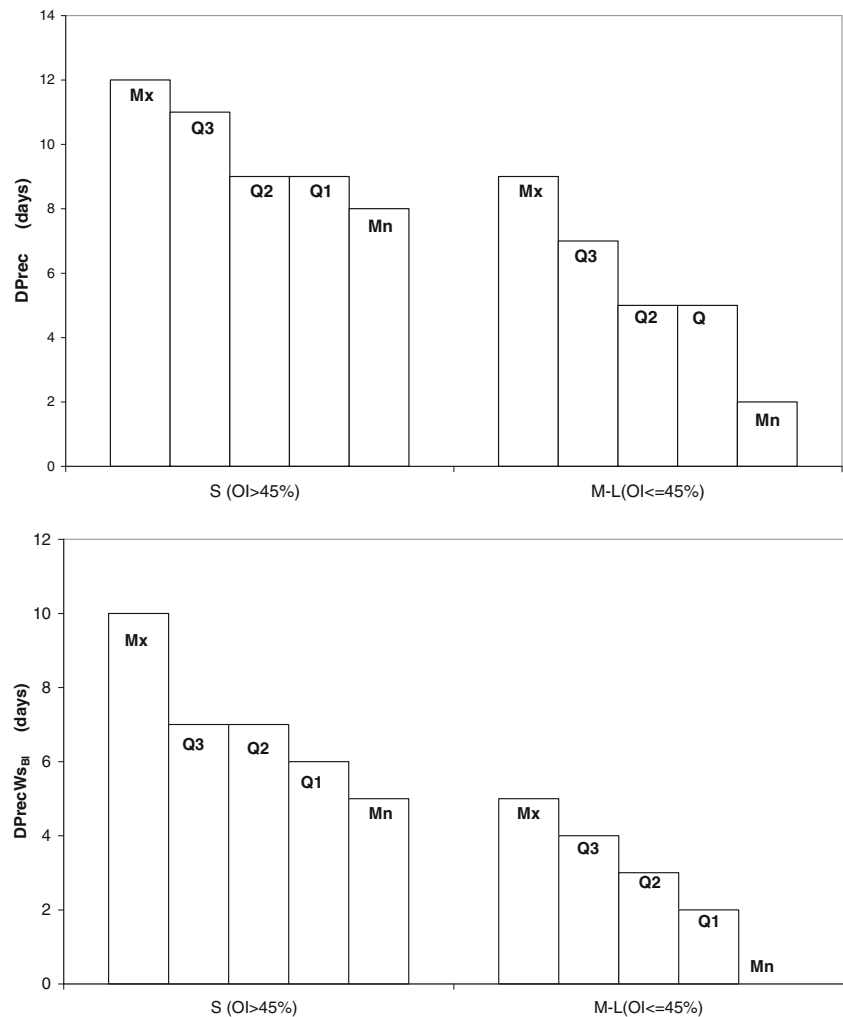 14
12
10
8
6
4
2
0
DPrec (days)
Mx
Q3
Q2
Q1
Mn
Mx
Q3
Q2
Q
Mn
S (OI>45%)
M-L(OI<=45%)
12
10
8
6
4
2
0
DPrecWsBI (days)
Mx
Q3
Q2
Q1
Mn
Mx
Q3
Q2
Q1
Mn
S (OI>45%)
M-L(OI<=45%)